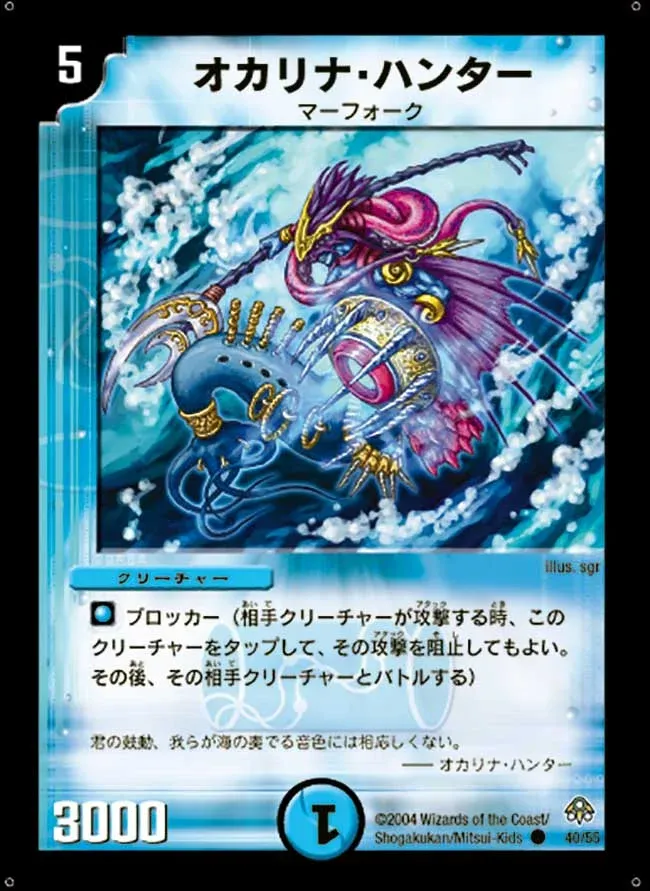 5
オカリナ・ハンター
マーフォーク
illus. sgr
クリーチャー
ブロッカー（相手クリーチャーが攻撃する時、この
クリーチャーをタップして、その攻撃を阻止してもよい。
その後、その相手クリーチャーとバトルする）
君の鼓動、我らが海の奏でる音色には相応しくない。
—— オカリナ・ハンター
3000
1
©2004 Wizards of the Coast/
Shogakukan/Mitsui-Kids
40/55